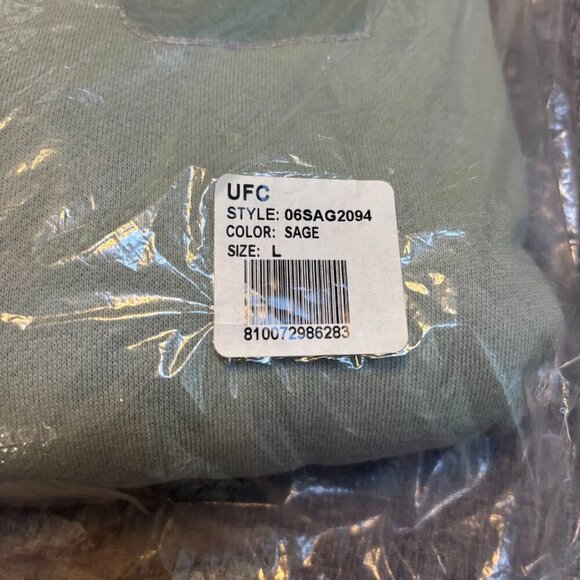 UFC
STYLE: 06SAG2094
COLOR: SAGE
SIZE: L
810072986283